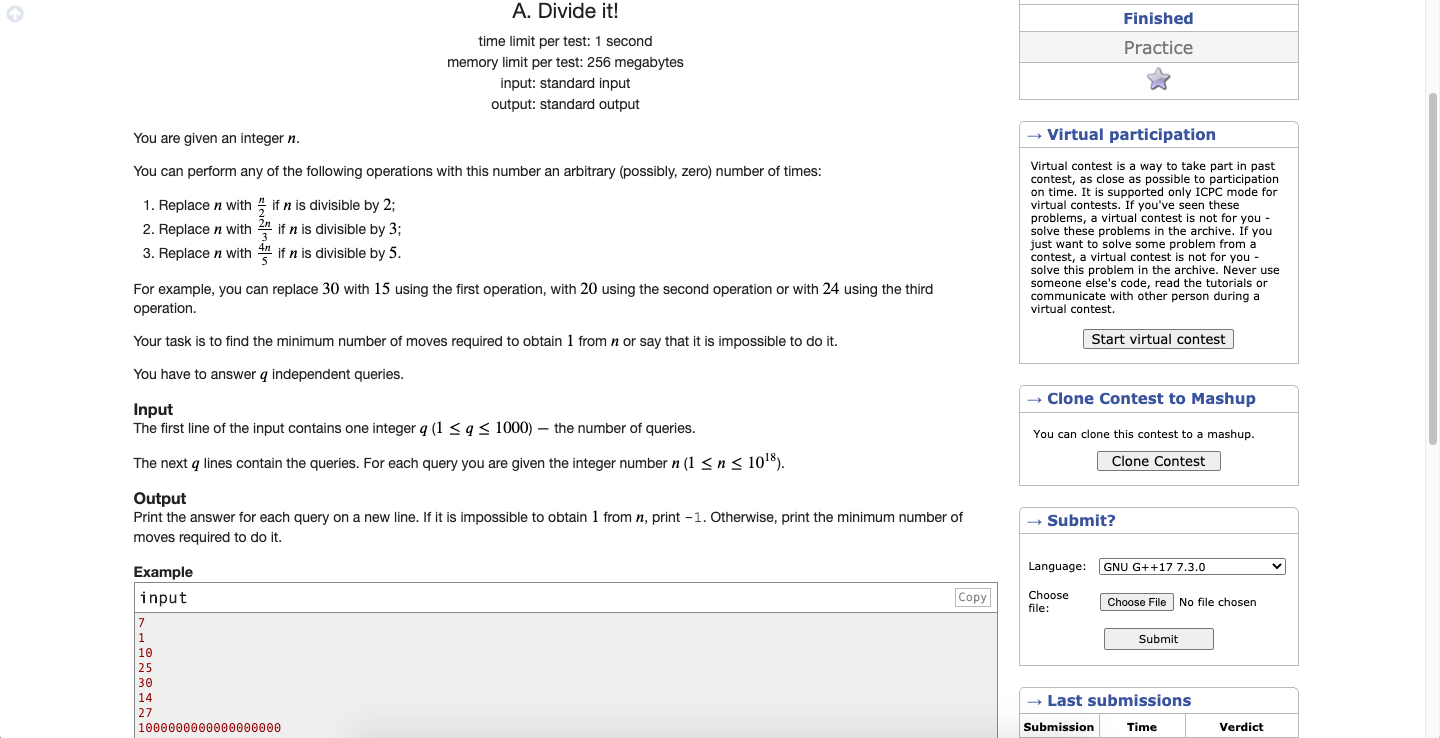 A. Divide it!
time limit per test: 1 second
memory limit per test: 256 megabytes
input: standard input
output: standard output
You are given an integer n.
You can perform any of the following operations with this number an arbitrary (possibly, zero) number of times:
1. Replace n with n/2 if n is divisible by 2;
2. Replace n with 2n/3 if n is divisible by 3;
3. Replace n with 4n/5 if n is divisible by 5.
For example, you can replace 30 with 15 using the first operation, with 20 using the second operation or with 24 using the third
operation.
Your task is to find the minimum number of moves required to obtain 1 from n or say that it is impossible to do it.
You have to answer q independent queries.
Input
The first line of the input contains one integer q (1 ≤ q ≤ 1000) — the number of queries.
The next q lines contain the queries. For each query you are given the integer number n (1 ≤ n ≤ 10^18).
Output
Print the answer for each query on a new line. If it is impossible to obtain 1 from n, print -1. Otherwise, print the minimum number of
moves required to do it.
Example
input
Copy
7
1
10
25
30
14
27
1000000000000000000
Finished
Practice
→ Virtual participation
Virtual contest is a way to take part in past
contest, as close as possible to participation
on time. It is supported only ICPC mode for
virtual contests. If you've seen these
problems, a virtual contest is not for you -
solve these problems in the archive. If you
just want to solve some problem from a
contest, a virtual contest is not for you -
solve this problem in the archive. Never use
someone else's code, read the tutorials or
communicate with other person during a
virtual contest.
Start virtual contest
→ Clone Contest to Mashup
You can clone this contest to a mashup.
Clone Contest
→ Submit?
Language: GNU G++17 7.3.0
Choose
file:
Choose File No file chosen
Submit
→ Last submissions
Submission Time Verdict